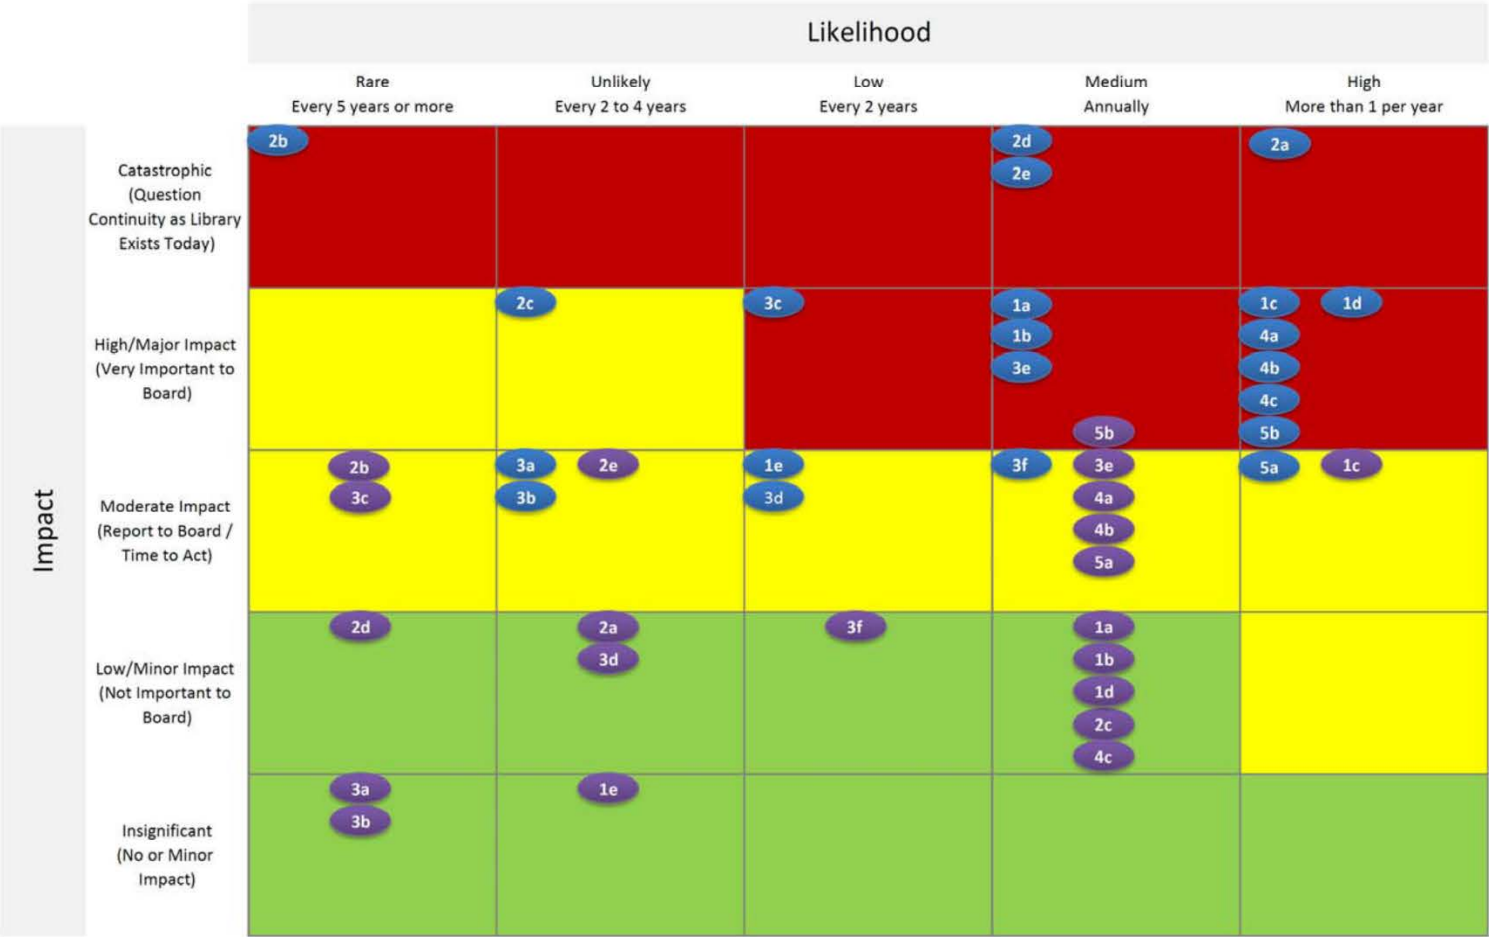 Likelihood
Rare
Every 5 years or more
Unlikely
Every 2 to 4 years
Low
Every 2 years
Medium
Annually
High
More than 1 per year
Impact
Catastrophic
(Question
Continuity as Library
Exists Today)
2b
2d
2e
2a
High/Major Impact
(Very Important to
Board)
2c
3c
1a
1b
3e
5b
1c 1d
4a
4b
4c
5b
Moderate Impact
(Report to Board /
Time to Act)
2b
3c
3a 2e
3b
1e
3d
3f 3e
4a
4b
5a
5a 1c
Low/Minor Impact
(Not Important to
Board)
2d
2a
3d
3f
1a
1b
1d
2c
4c
Insignificant
(No or Minor
Impact)
3a
3b
1e